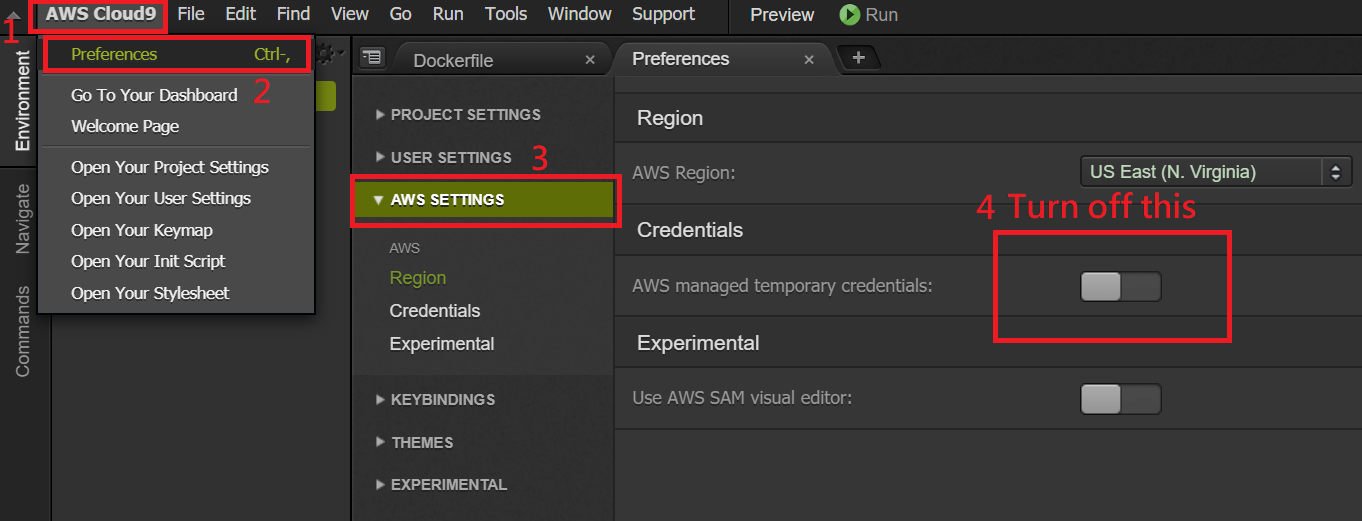 AWS Cloud9 File Edit Find View Go Run Tools Window Support Preview Run
1
Preferences Ctrl-,
2
Go To Your Dashboard
Welcome Page
Open Your Project Settings
Open Your User Settings
Open Your Keymap
Open Your Init Script
Open Your Stylesheet
Environment
Navigate
Commands
Dockerfile × Preferences × +
PROJECT SETTINGS
USER SETTINGS
3
AWS SETTINGS
AWS
Region
Credentials
Experimental
KEYBINDINGS
THEMES
EXPERIMENTAL
Region
AWS Region: US East (N. Virginia)
4 Turn off this
Credentials
AWS managed temporary credentials:
Experimental
Use AWS SAM visual editor: